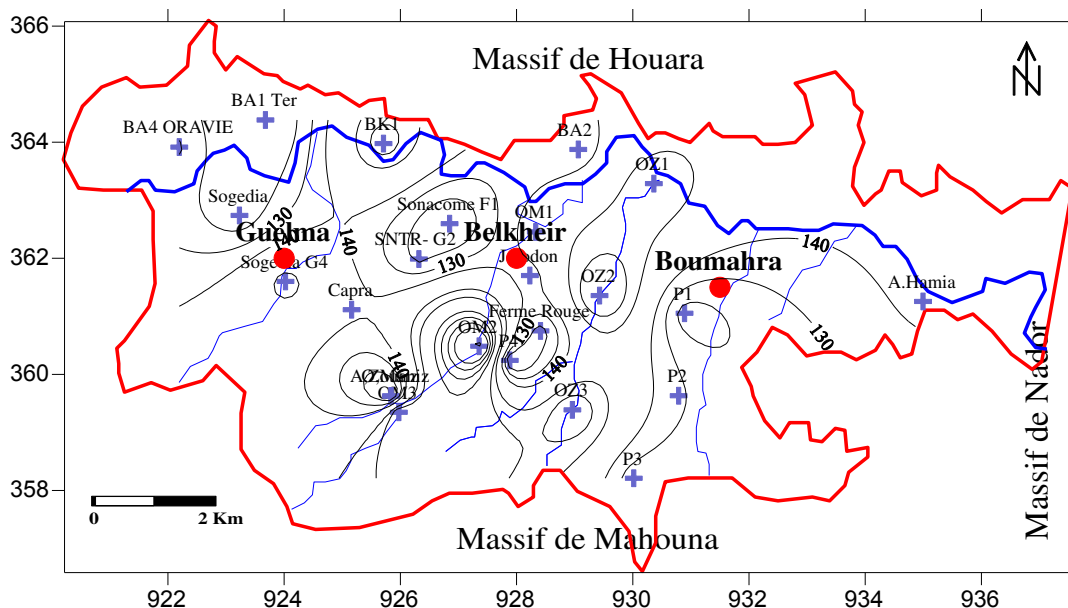 366
Massif de Houara
N
BA1 Ter
BA4 ORAVIE
BK1
BA2
364
OZ1
Sogedia
130
Sonacome F1
OM1
Guelma
140
140
SNTR- G2
Belkheir
140
362
130
Boumahra
A.Hamia
OZ2
Capra
P1
Ferme Rouge
130
130
OM2
P4
140
140
360
P2
OZ3
OM3
P3
358
0
2 Km
Massif de Mahouna
Massif de Nador
922
924
926
928
930
932
934
936